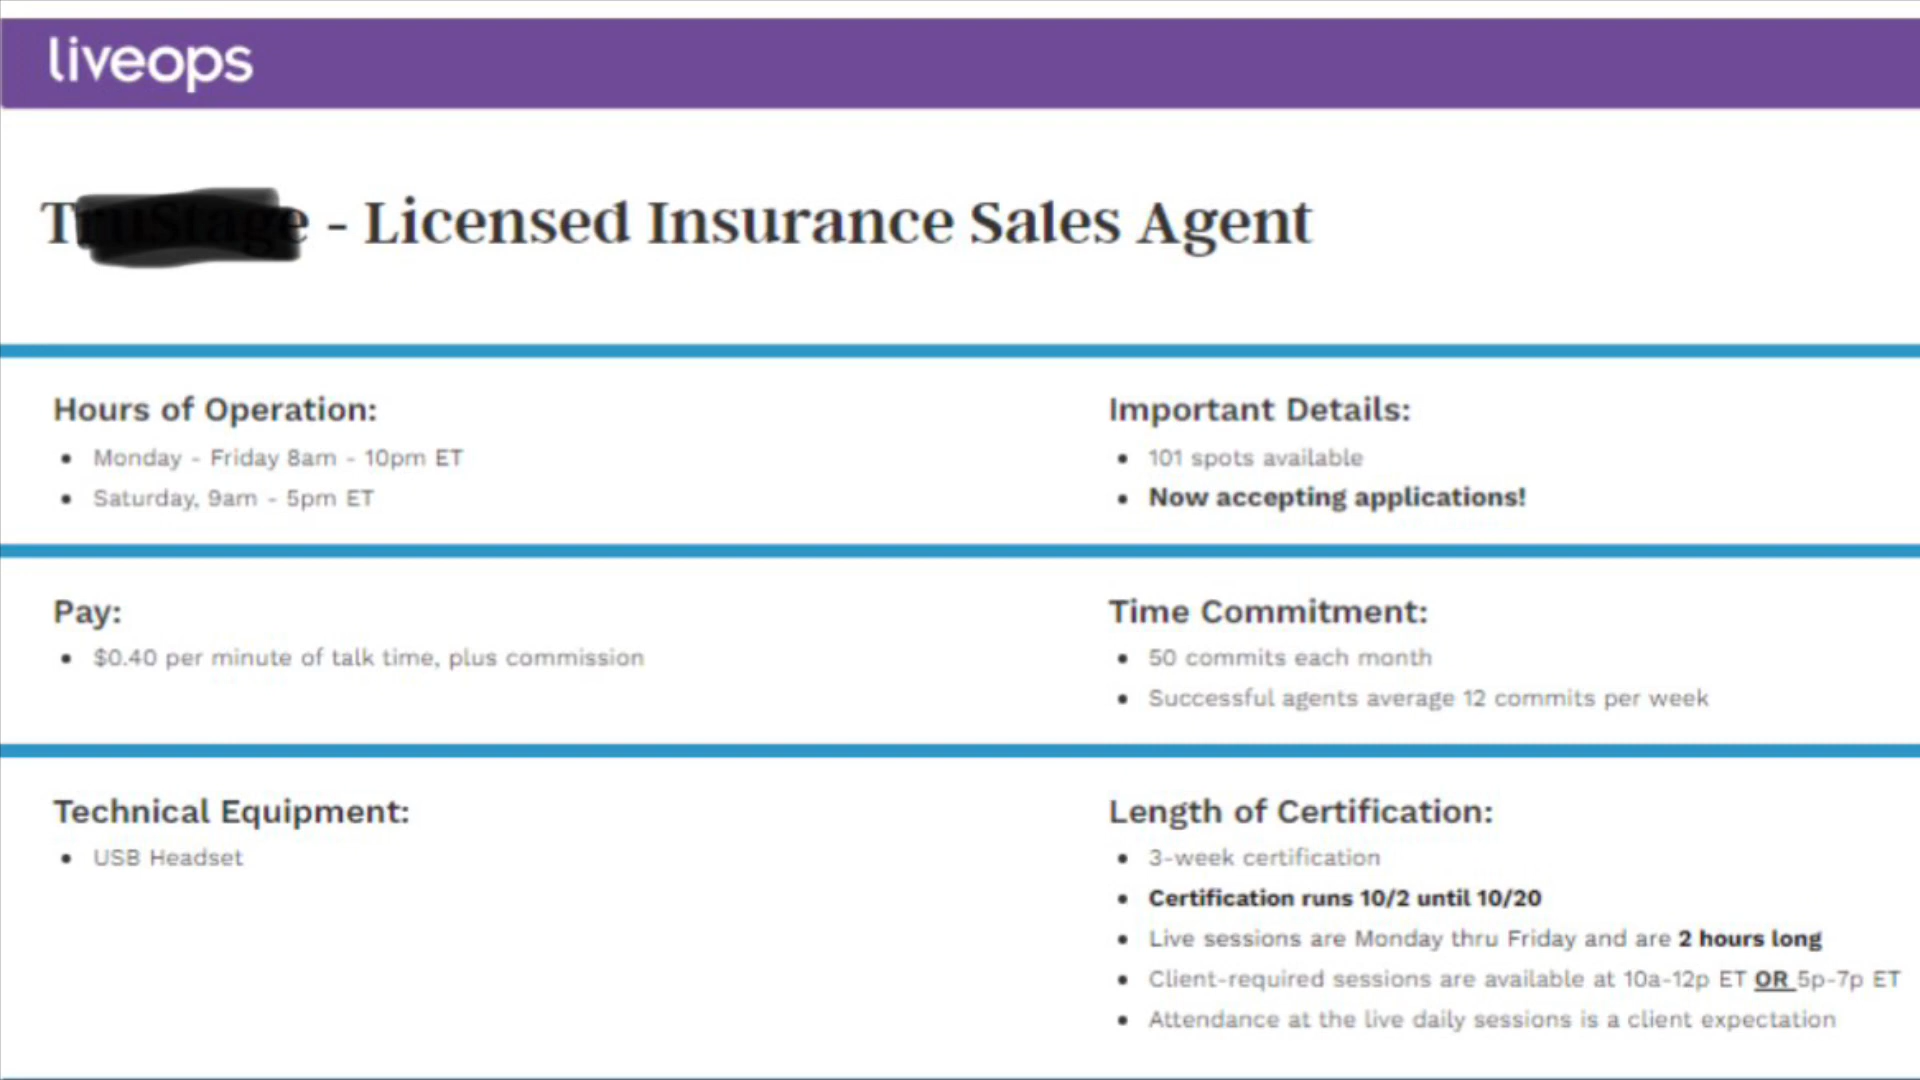 liveops
TruStage - Licensed Insurance Sales Agent
Hours of Operation:
• Monday - Friday 8am - 10pm ET
• Saturday, 9am - 5pm ET
Important Details:
• 101 spots available
• Now accepting applications!
Pay:
• $0.40 per minute of talk time, plus commission
Time Commitment:
• 50 commits each month
• Successful agents average 12 commits per week
Technical Equipment:
• USB Headset
Length of Certification:
• 3-week certification
• Certification runs 10/2 until 10/20
• Live sessions are Monday thru Friday and are 2 hours long
• Client-required sessions are available at 10a-12p ET OR 5p-7p ET
• Attendance at the live daily sessions is a client expectation